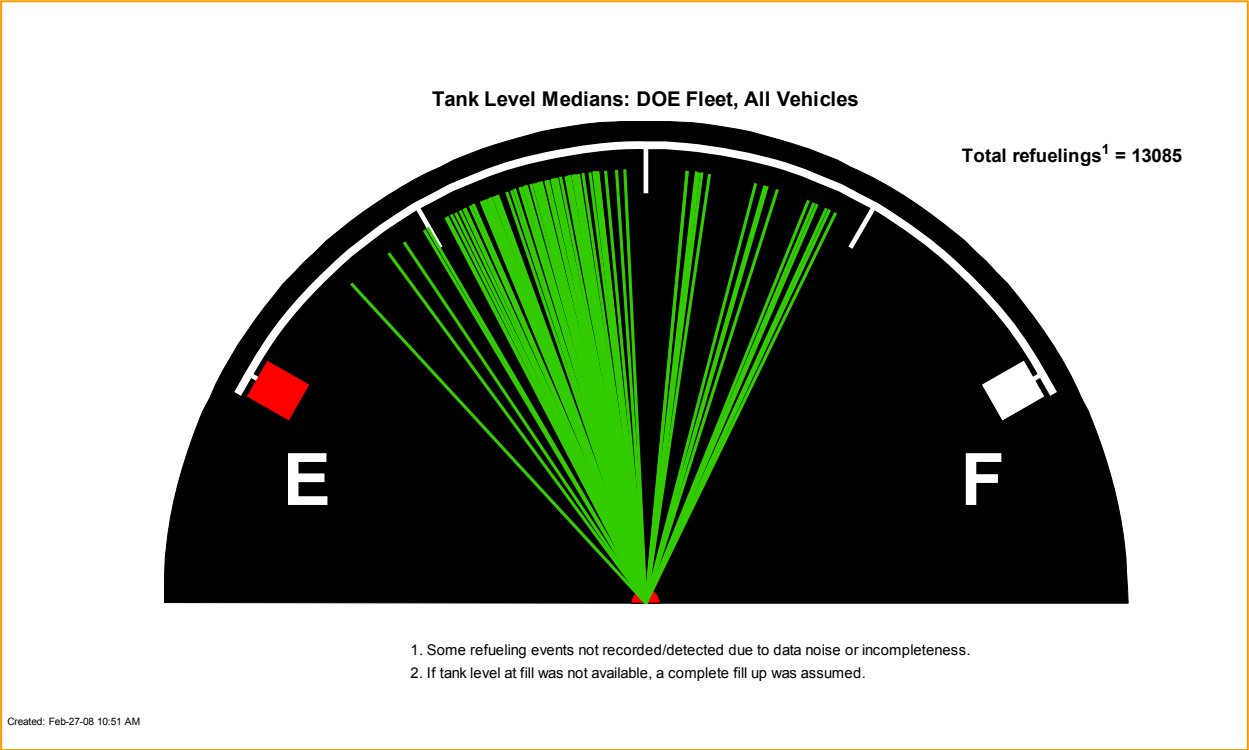 Tank Level Medians: DOE Fleet, All Vehicles
Total refuelings1 = 13085
E
F
1. Some refueling events not recorded/detected due to data noise or incompleteness.
2. If tank level at fill was not available, a complete fill up was assumed.
Created: Feb-27-08 10:51 AM